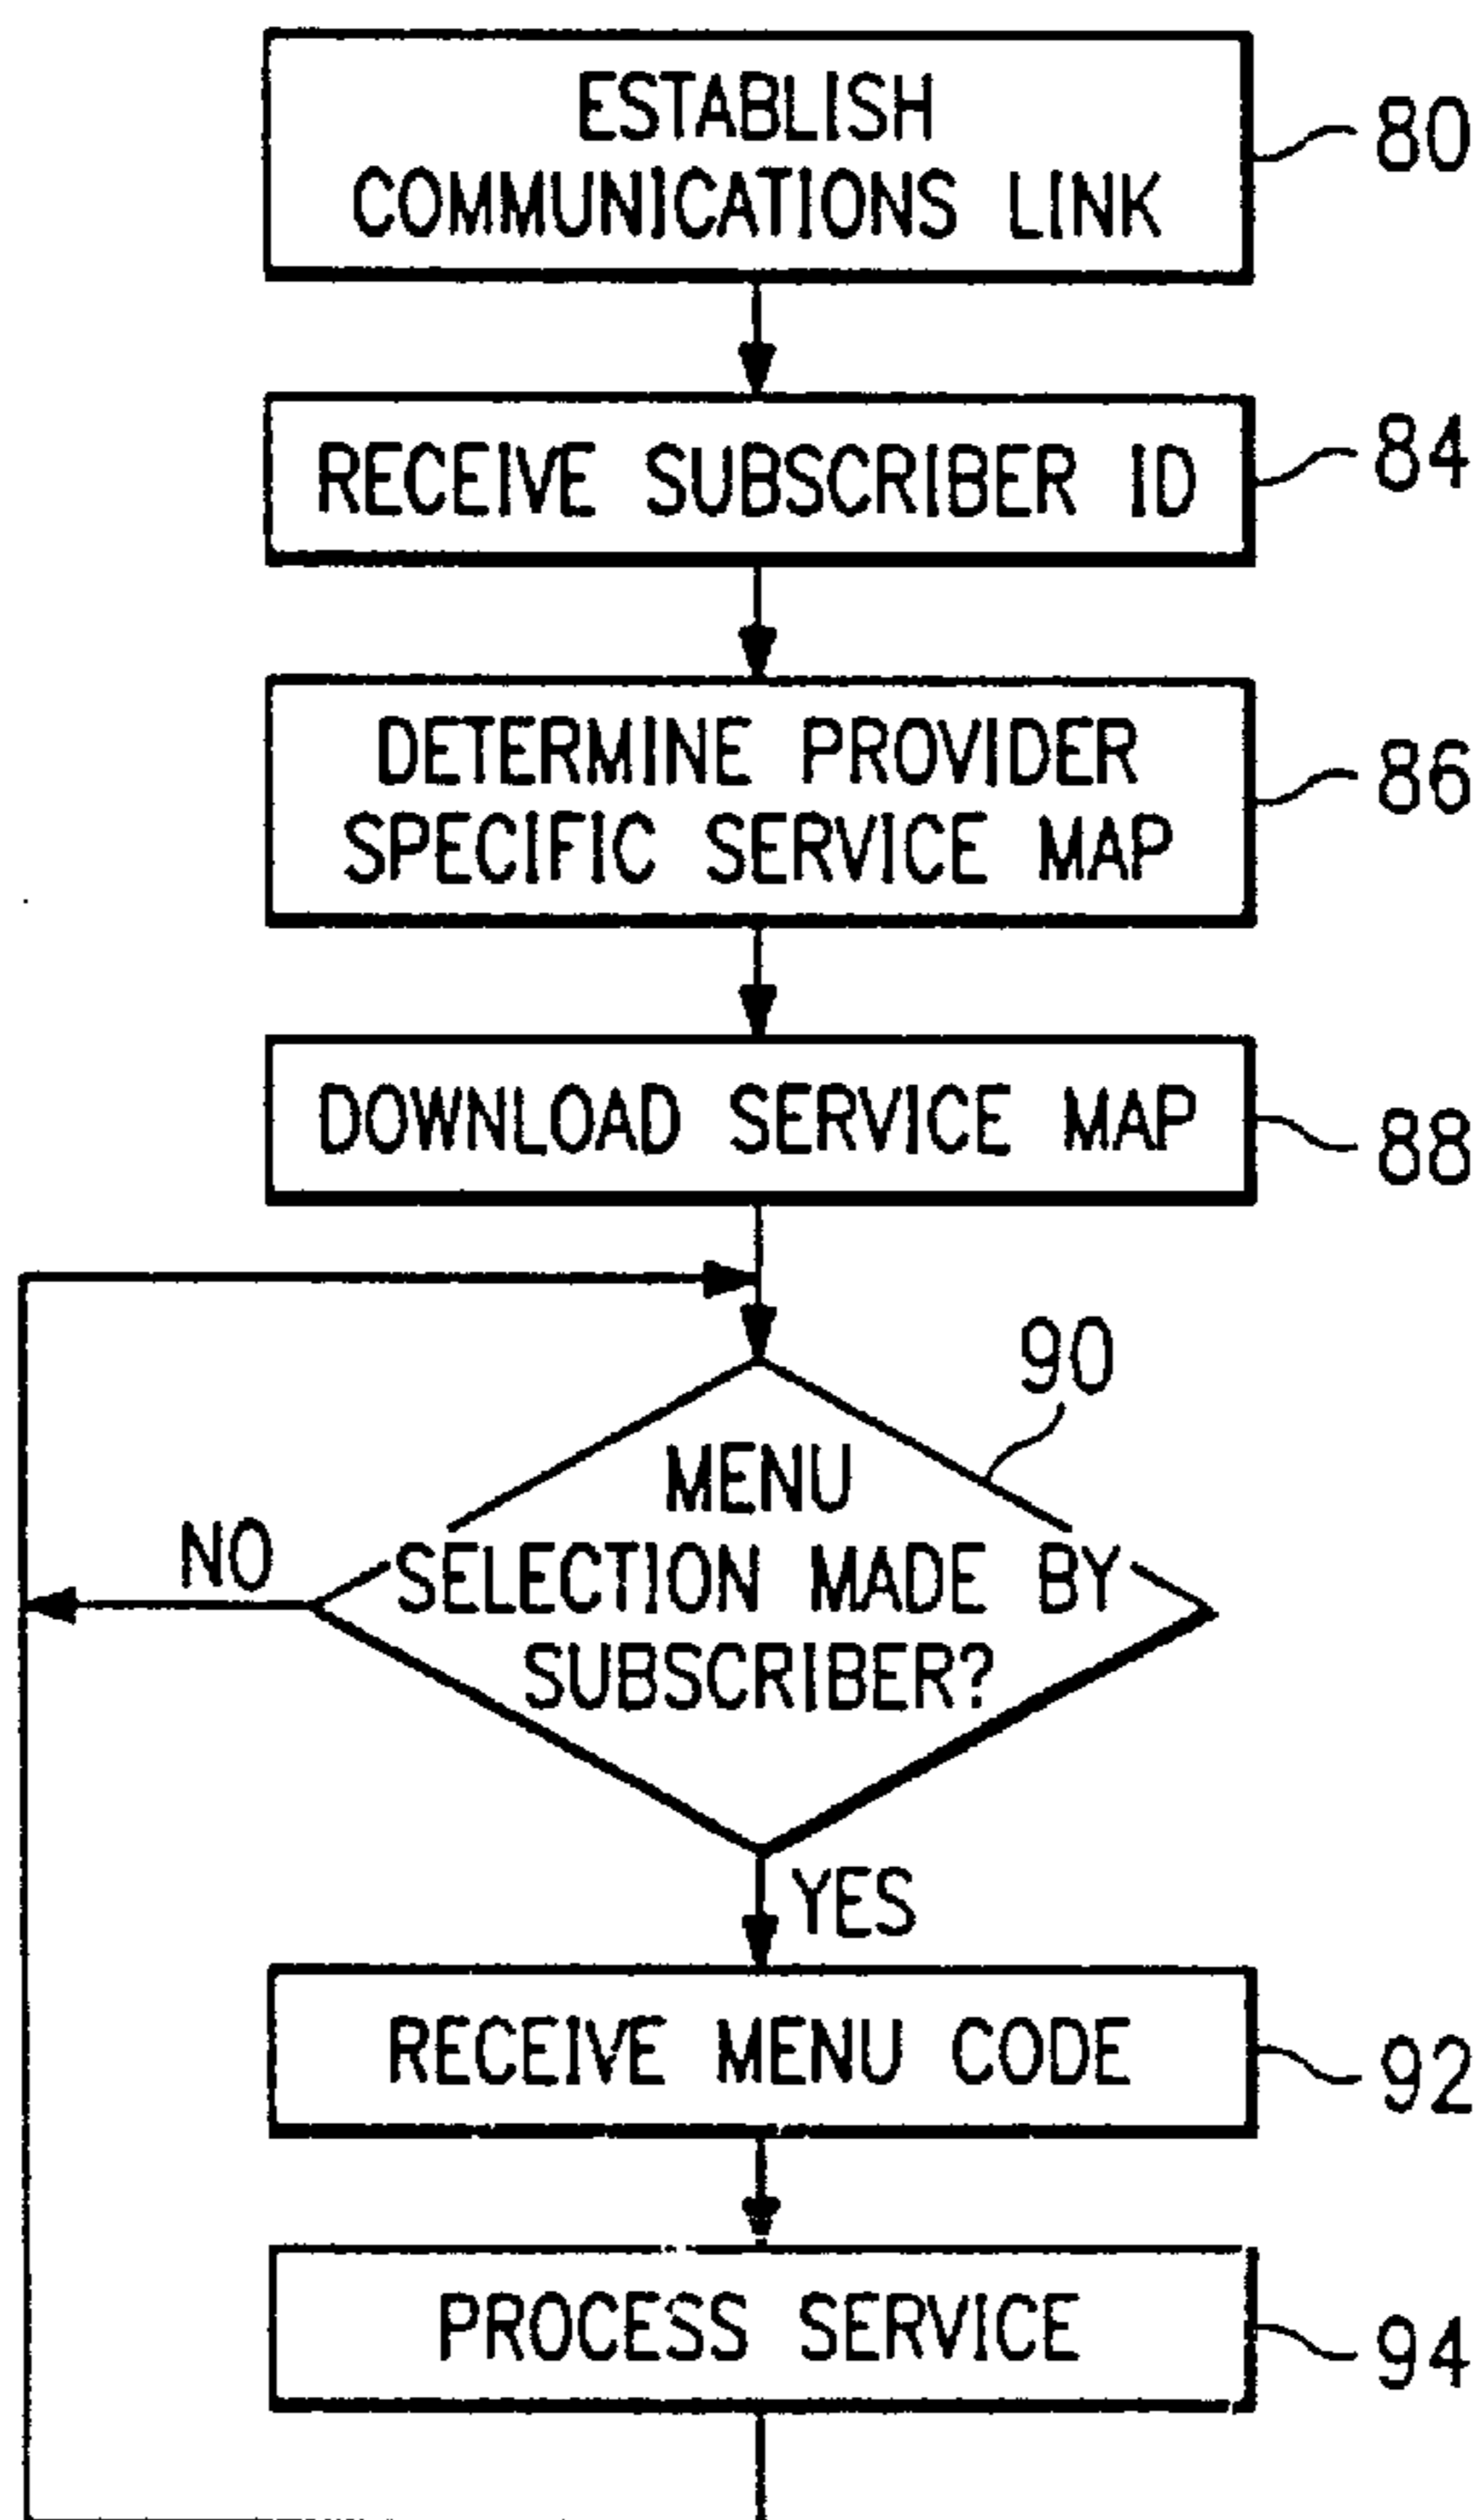 ESTABLISH
COMMUNICATIONS LINK
80
RECEIVE SUBSCRIBER ID
84
DETERMINE PROVIDER
SPECIFIC SERVICE MAP
86
DOWNLOAD SERVICE MAP
88
90
MENU
SELECTION MADE BY
SUBSCRIBER?
NO
YES
RECEIVE MENU CODE
92
PROCESS SERVICE
94